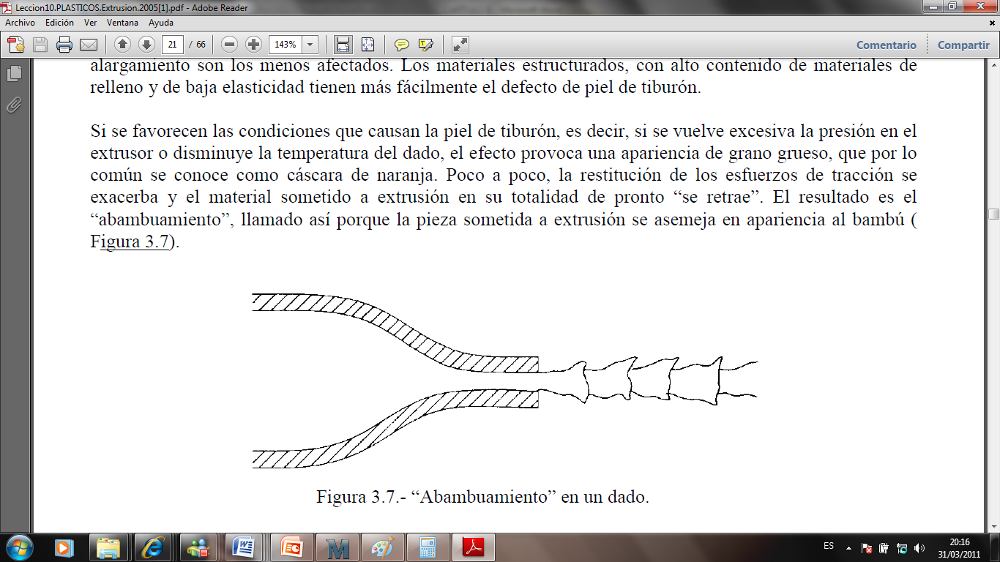 Leccion10.PLASTICOS.Extrusion.2005[1].pdf - Adobe Reader
Archivo Edición Ver Ventana Ayuda
21 / 66 143% Comentario Compartir
alargamiento son los menos afectados. Los materiales estructurados, con alto contenido de materiales de
relleno y de baja elasticidad tienen más fácilmente el defecto de piel de tiburón.
Si se favorecen las condiciones que causan la piel de tiburón, es decir, si se vuelve excesiva la presión en el
extrusor o disminuye la temperatura del dado, el efecto provoca una apariencia de grano grueso, que por lo
común se conoce como cáscara de naranja. Poco a poco, la restitución de los esfuerzos de tracción se
exacerba y el material sometido a extrusión en su totalidad de pronto “se retrae”. El resultado es el
“abambuamiento”, llamado así porque la pieza sometida a extrusión se asemeja en apariencia al bambú (
Figura 3.7).
Figura 3.7.- “Abambuamiento” en un dado.
ES 20:16
31/03/2011